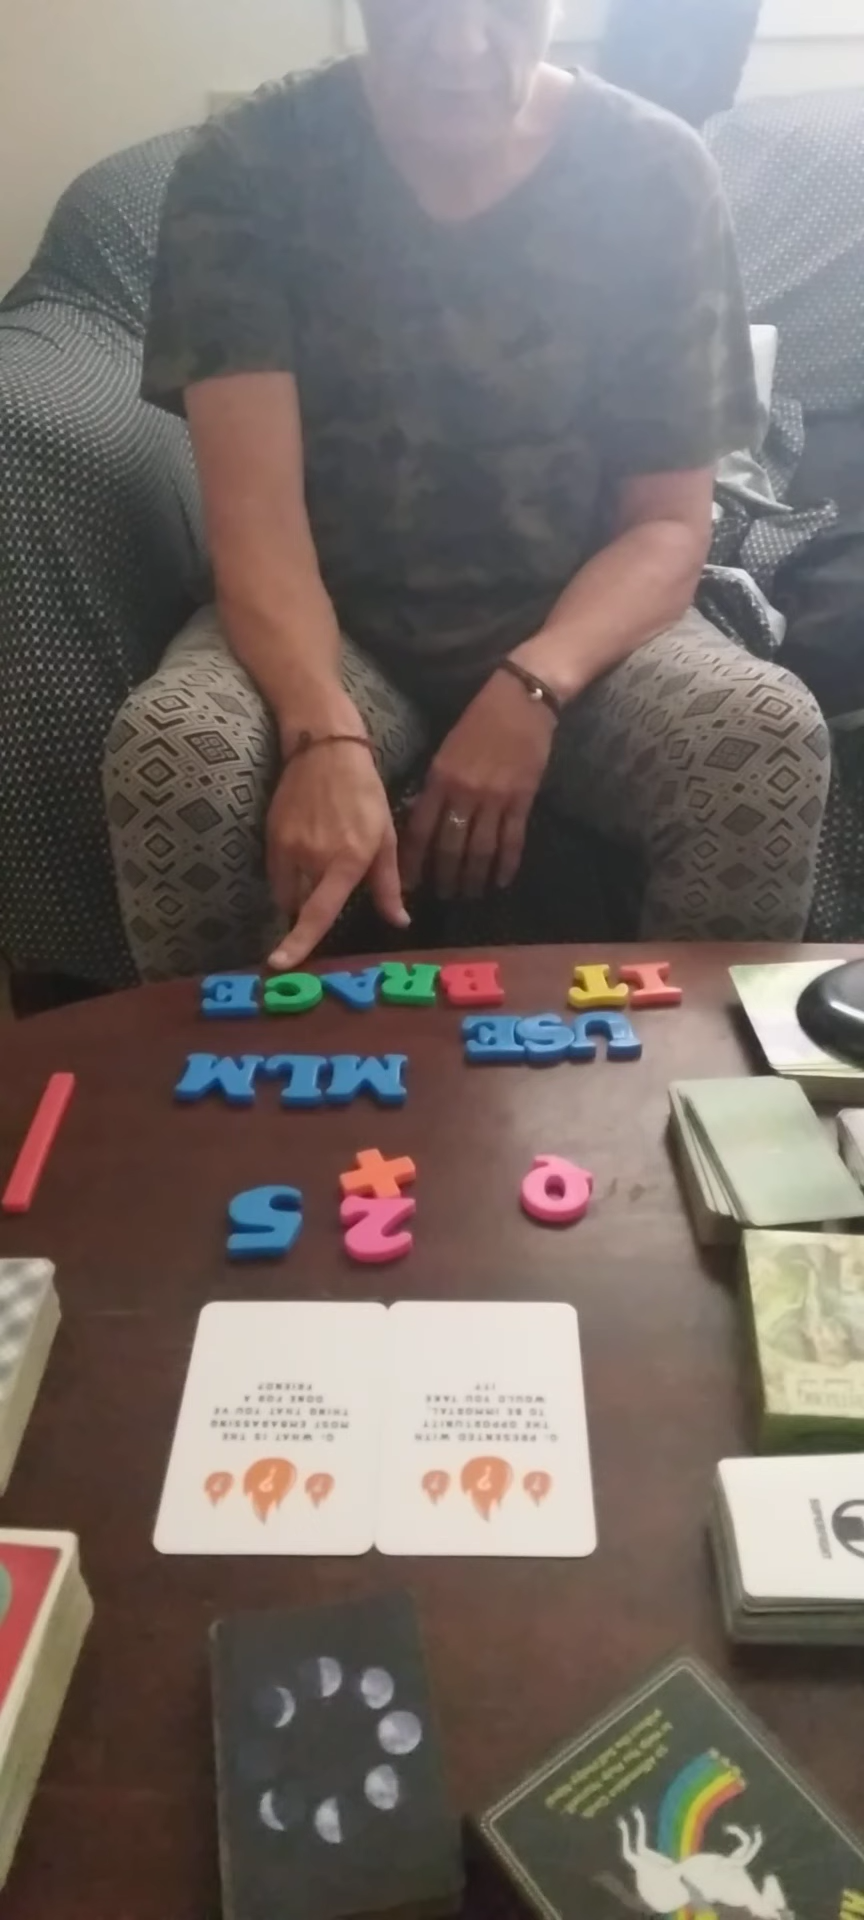 Q. PRESENTED WITH
THE OPPORTUNITY
TO BE IMMORTAL,
WOULD YOU TAKE
IT?
Q. WHAT IS THE
MOST EMBARASSING
THING THAT YOU'VE
DONE FOR A
FRIEND?
2 5
+
MLM
USE
IT BRACE